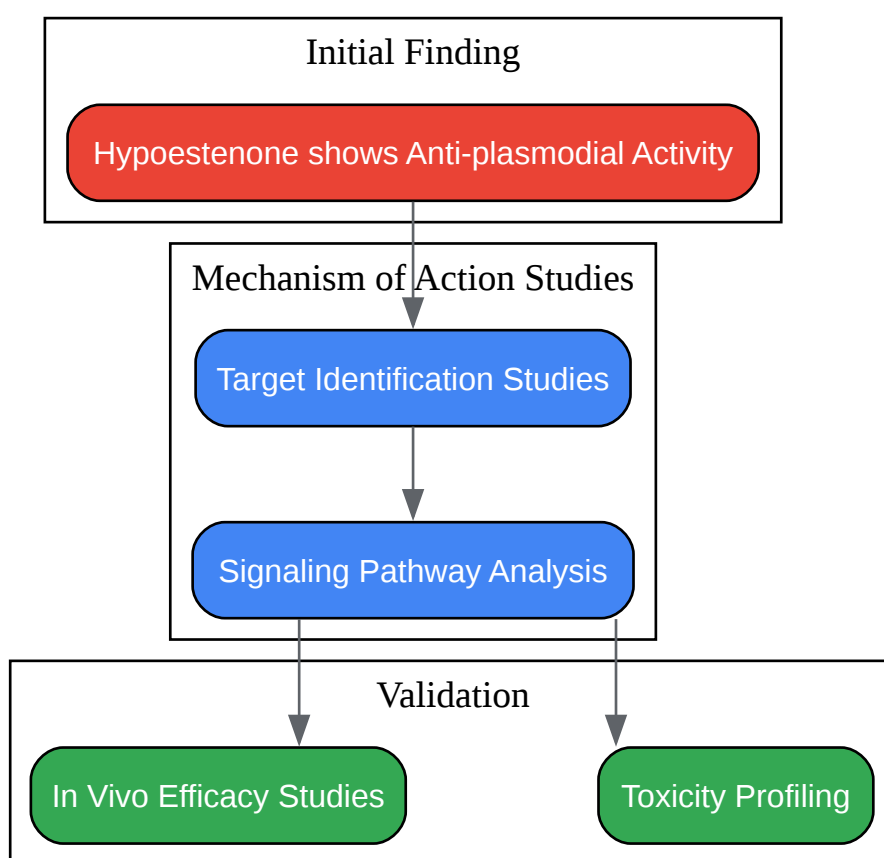 Initial Finding
Hypoestenone shows Anti-plasmodial Activity
Mechanism of Action Studies
Target Identification Studies
Signaling Pathway Analysis
Validation
In Vivo Efficacy Studies
Toxicity Profiling